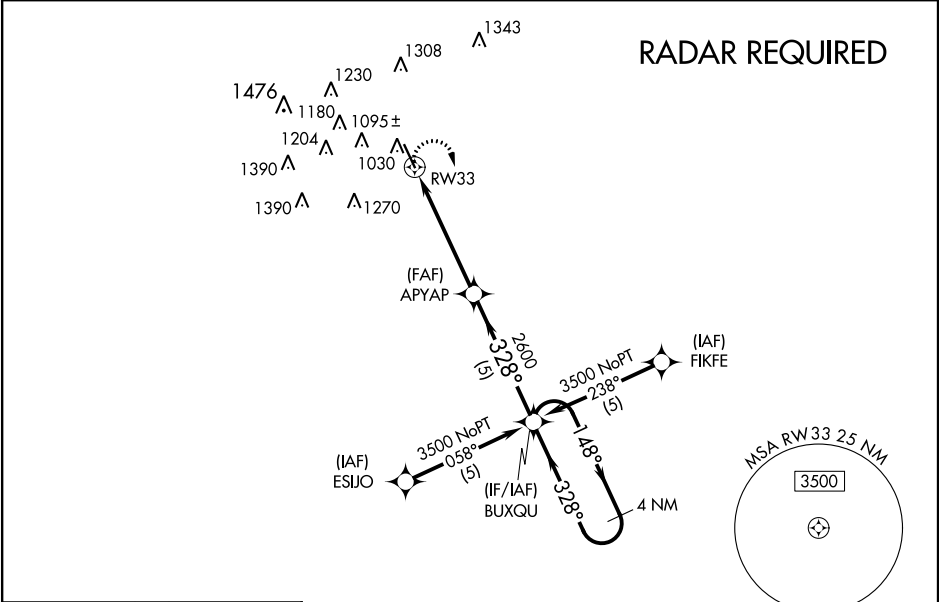 RADAR REQUIRED
1343
1308
1230
1476
1180
1095 ±
1204
1030
1390
RW33
1390
1270
(FAF)
APYAP
2600
328°
(5)
(IAF)
FIKFE
3500 NoPT
238°
(5)
3500 NoPT
058°
(5)
(IAF)
ESIJO
(IF/IAF)
BUXQU
148°
328°
4 NM
MSA RW33 25 NM
3500